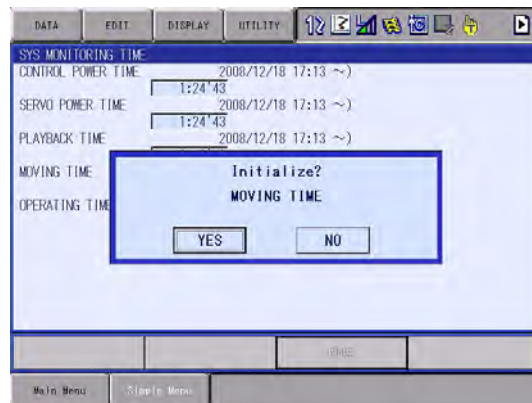 DATA EDIT DISPLAY UTILITY
SYS MONITORING TIME
CONTROL POWER TIME 2008/12/18 17:13 ~)
1:24'43
SERVO POWER TIME 2008/12/18 17:13 ~)
1:24'43
PLAYBACK TIME 2008/12/18 17:13 ~)
MOVING TIME
OPERATING TIME
Initialize?
MOVING TIME
YES NO
PAGE
Main Menu Simple Menu